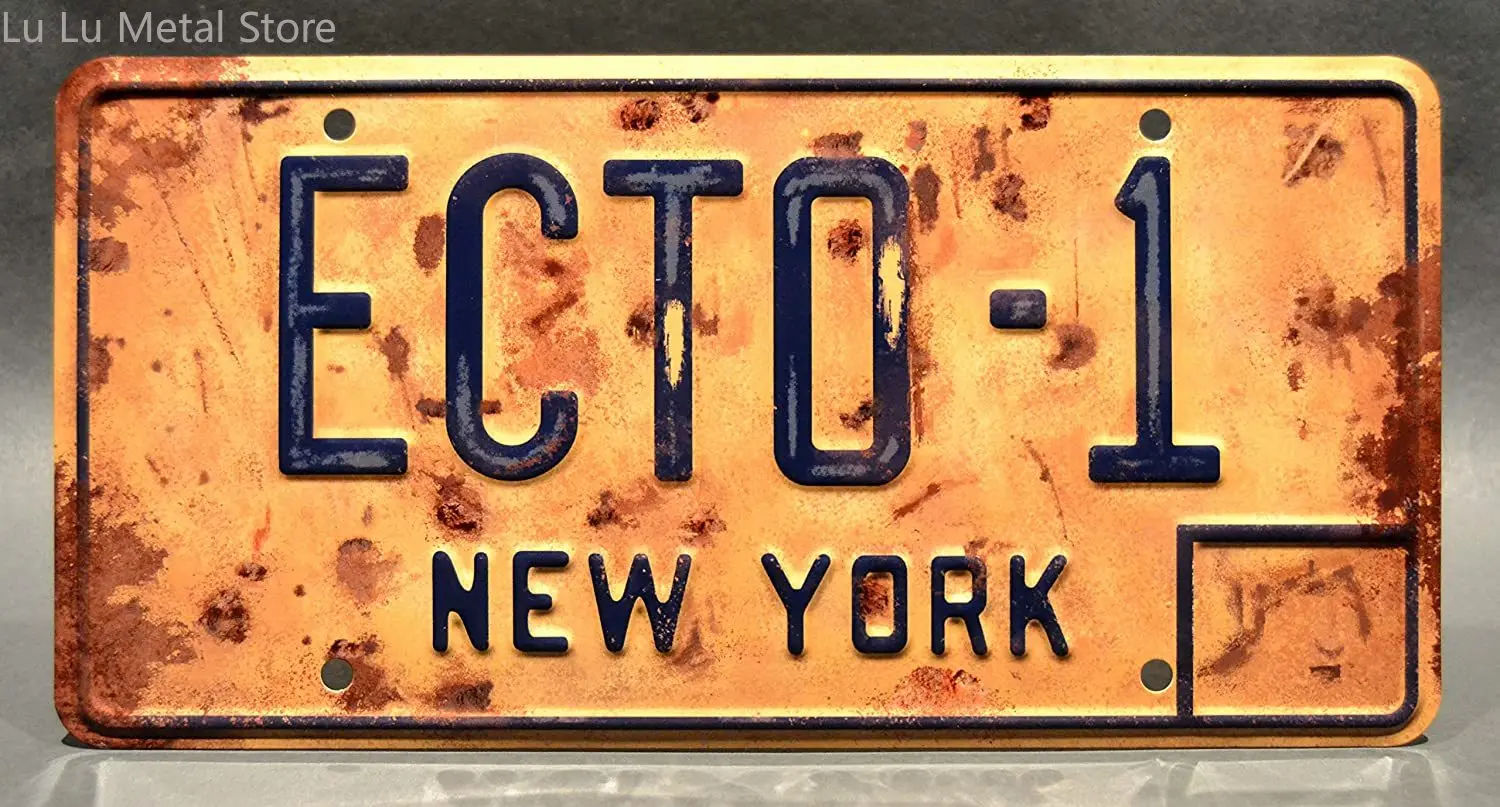 Lu Lu Metal Store
ECTO-1
NEW YORK